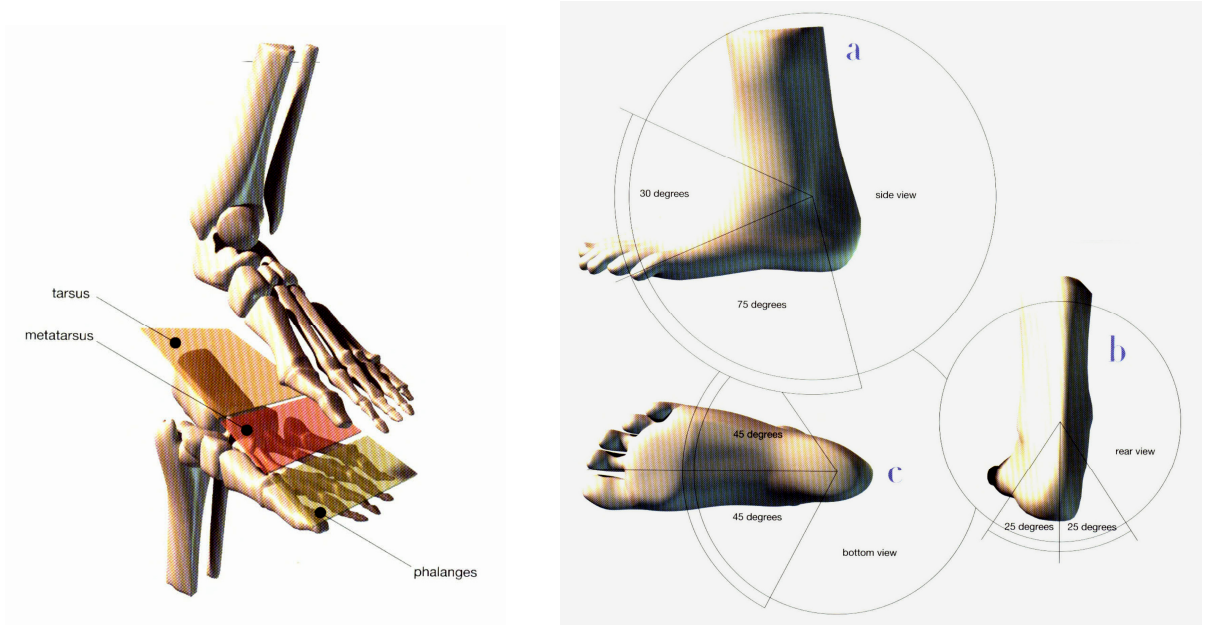 tarsus
metatarsus
phalanges
a
30 degrees
side view
75 degrees
b
45 degrees
c
45 degrees
bottom view
rear view
25 degrees
25 degrees